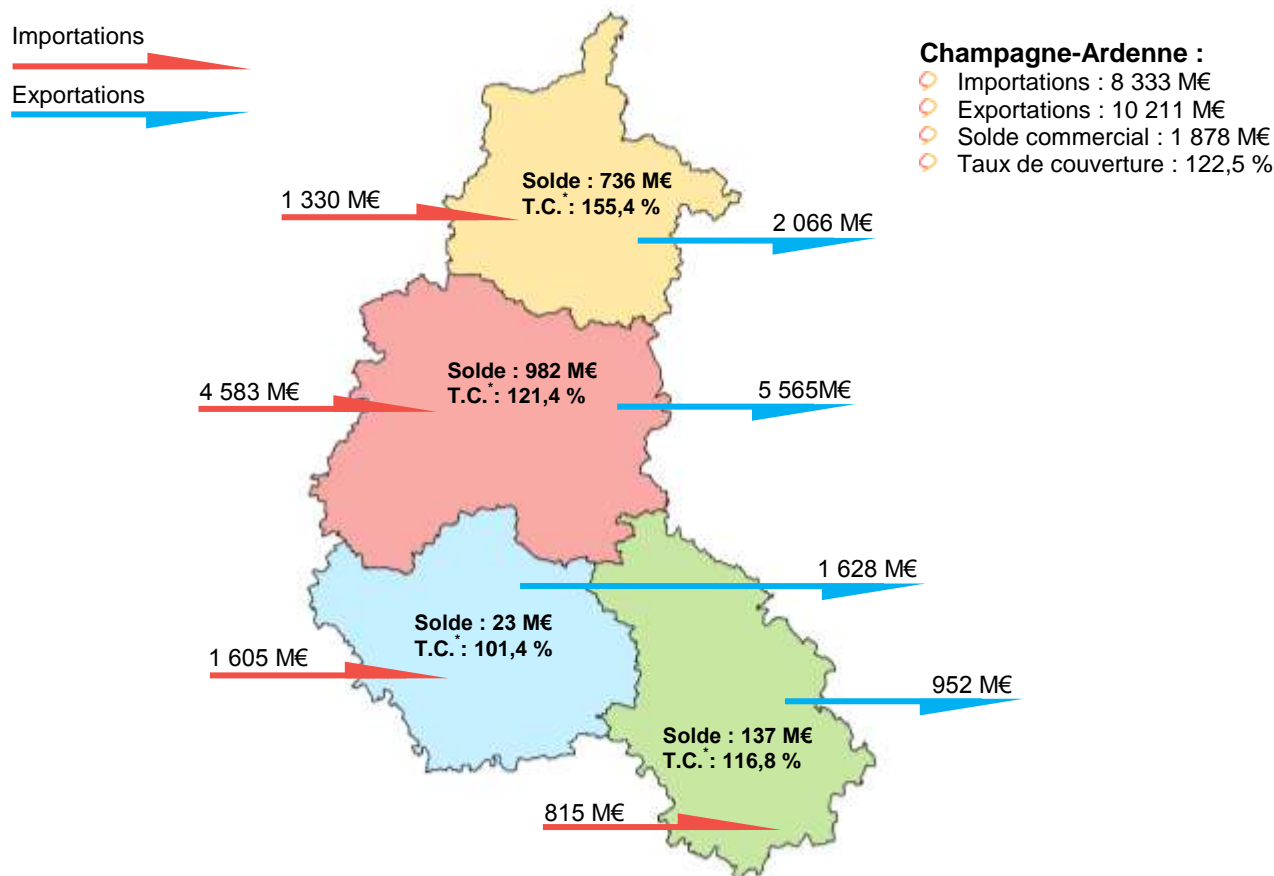 Importations
Exportations
Champagne-Ardenne :
Importations : 8 333 M€
Exportations : 10 211 M€
Solde commercial : 1 878 M€
Taux de couverture : 122,5 %
Solde : 736 M€
T.C.*: 155,4 %
1 330 M€
2 066 M€
Solde : 982 M€
T.C.*: 121,4 %
4 583 M€
5 565M€
1 628 M€
Solde : 23 M€
T.C.*: 101,4 %
1 605 M€
952 M€
Solde : 137 M€
T.C.*: 116,8 %
815 M€